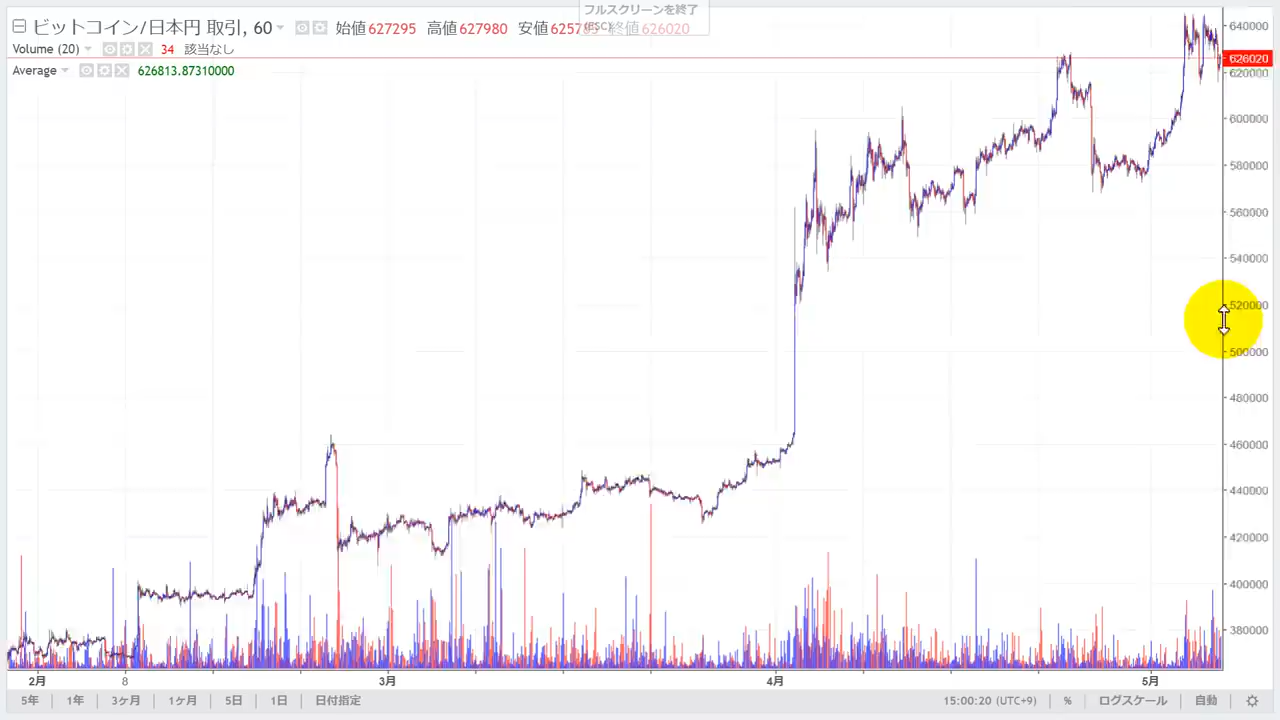 フルスクリーンを終了
(ESC)
ビットコイン/日本円 取引, 60 始値 627295 高値 627980 安値 终値 626020
Volume (20) 34 該当なし
Average 626813.87310000
640000
626020
620000
600000
580000
560000
540000
520000
500000
480000
460000
440000
420000
400000
380000
2月 8 3月 4月 5月
5年 1年 3ヶ月 1ヶ月 5日 1日 日付指定 15:00:20 (UTC+9) % ログスケール 自動